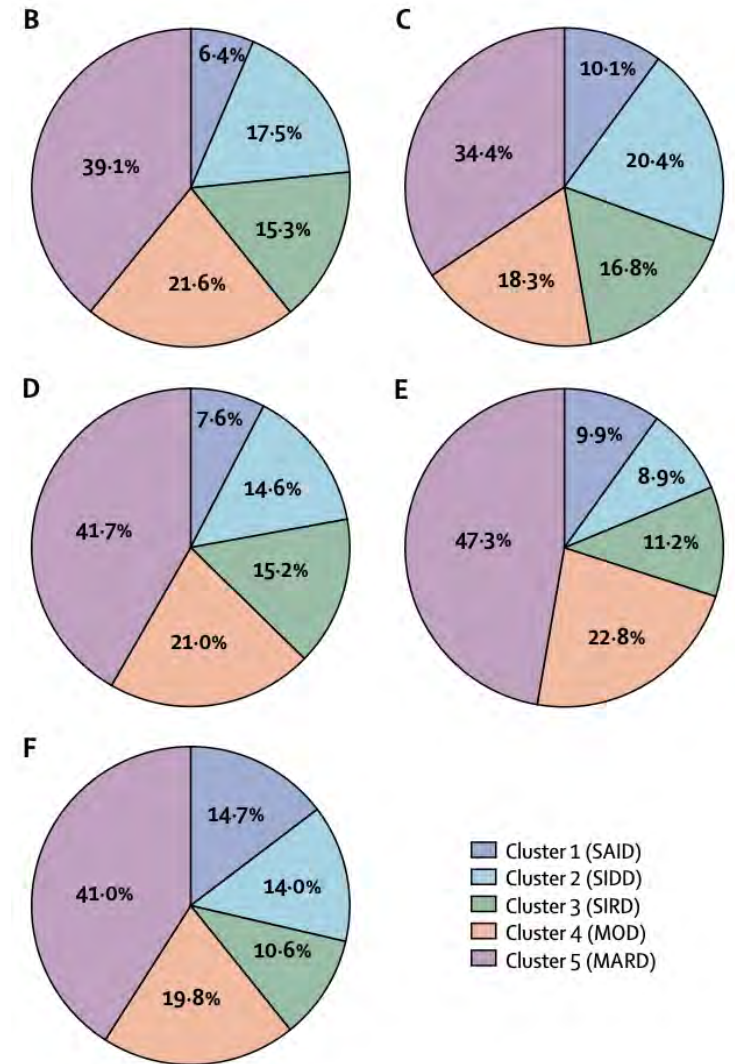 B
6·4%
17·5%
15·3%
21·6%
39·1%
C
10·1%
20·4%
16·8%
18·3%
34·4%
D
7·6%
14·6%
15·2%
21·0%
41·7%
E
9·9%
8·9%
11·2%
22·8%
47·3%
F
14·7%
14·0%
10·6%
19·8%
41·0%
Cluster 1 (SAID)
Cluster 2 (SIDD)
Cluster 3 (SIRD)
Cluster 4 (MOD)
Cluster 5 (MARD)